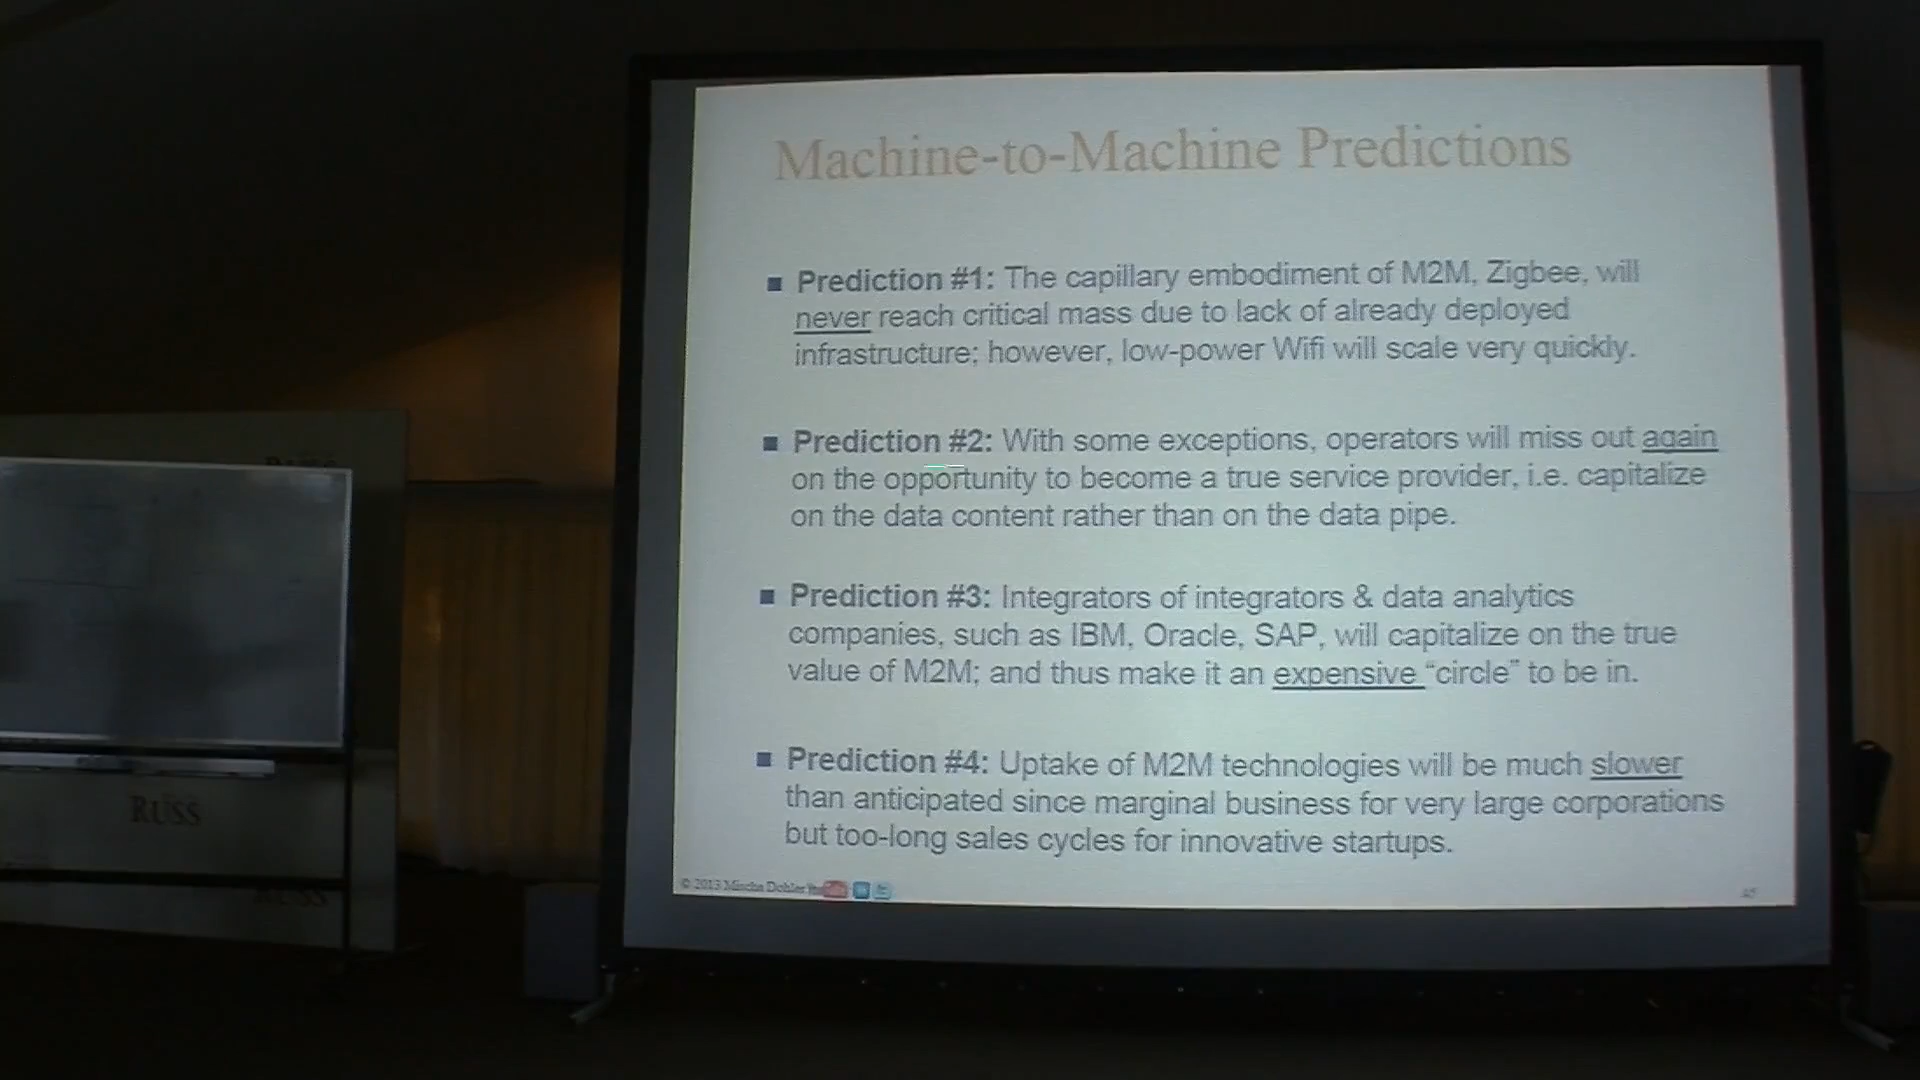 Machine-to-Machine Predictions
Prediction #1: The capillary embodiment of M2M, Zigbee, will
never reach critical mass due to lack of already deployed
infrastructure; however, low-power Wifi will scale very quickly.
Prediction #2: With some exceptions, operators will miss out again
on the opportunity to become a true service provider, i.e. capitalize
on the data content rather than on the data pipe.
Prediction #3: Integrators of integrators & data analytics
companies, such as IBM, Oracle, SAP, will capitalize on the true
value of M2M; and thus make it an expensive “circle” to be in.
Prediction #4: Uptake of M2M technologies will be much slower
than anticipated since marginal business for very large corporations
but too-long sales cycles for innovative startups.
© 2013 Mischa Dohler
RUSS